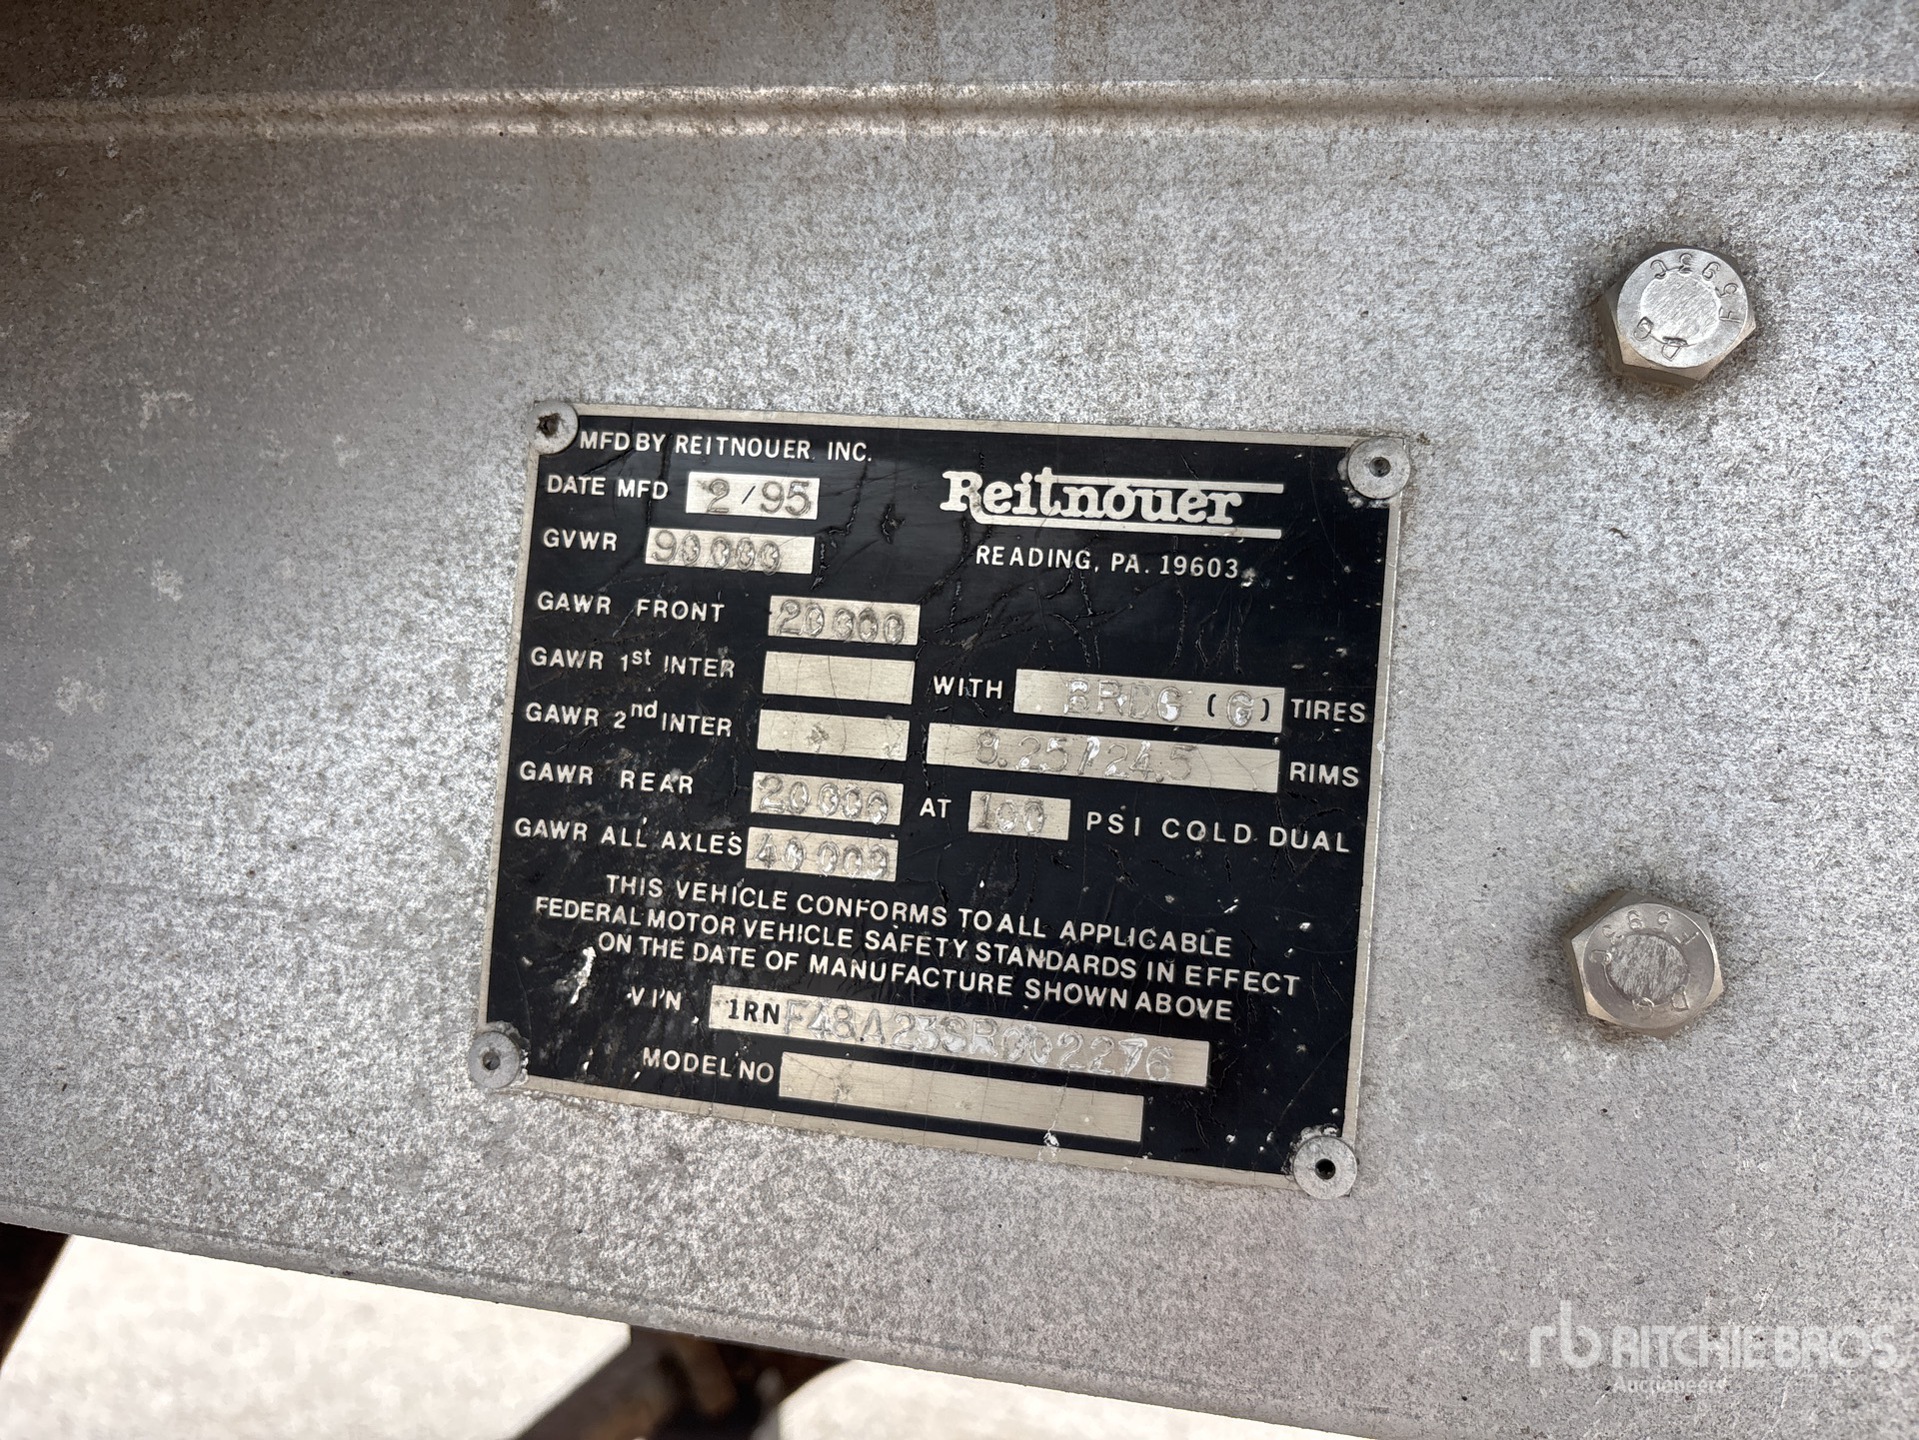 MFD BY REITNOUER, INC.
DATE MFD 2/95
Reitnouer
READING, PA. 19603
GVWR 90000
GAWR FRONT 20000
GAWR 1st INTER
WITH BRDG (G) TIRES
GAWR 2nd INTER
8.25/24.5 RIMS
GAWR REAR 20000
AT 100 PSI COLD DUAL
GAWR ALL AXLES 40000
THIS VEHICLE CONFORMS TO ALL APPLICABLE
FEDERAL MOTOR VEHICLE SAFETY STANDARDS IN EFFECT
ON THE DATE OF MANUFACTURE SHOWN ABOVE
VIN 1RNF48A23SR002276
MODEL NO
rb RITCHIE BROS.
Auctioneers